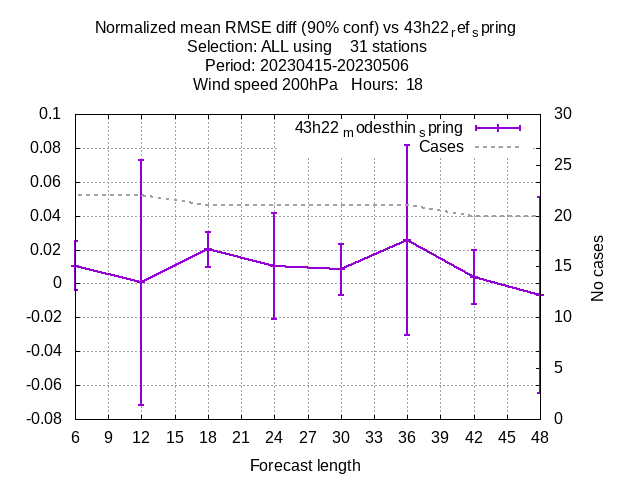 Normalized mean RMSE diff (90% conf) vs 43h22refspring
Selection: ALL using 31 stations
Period: 20230415-20230506
Wind speed 200hPa Hours: 18
43h22modesthinspring
Cases
0.1
0.08
0.06
0.04
0.02
0
-0.02
-0.04
-0.06
-0.08
30
25
20
15
10
5
0
No cases
6 9 12 15 18 21 24 27 30 33 36 39 42 45 48
Forecast length